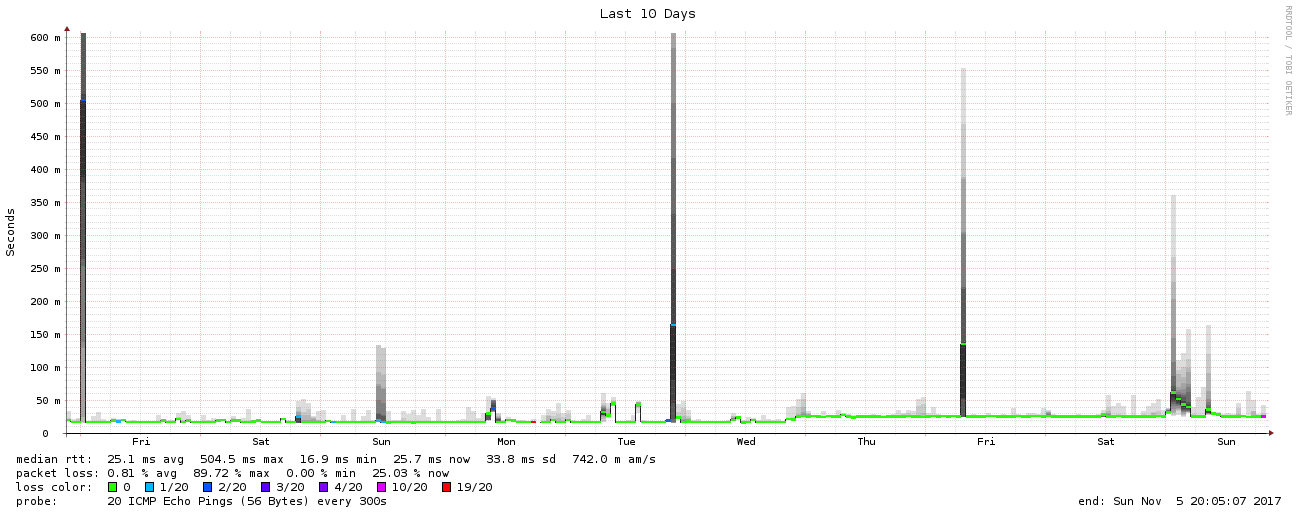 Last 10 Days
RRDTOOL / TOBI OETIKER
Seconds
600 m
550 m
500 m
450 m
400 m
350 m
300 m
250 m
200 m
150 m
100 m
50 m
0
Fri Sat Sun Mon Tue Wed Thu Fri Sat Sun
median rtt: 25.1 ms avg 504.5 ms max 16.9 ms min 25.7 ms now 33.8 ms sd 742.0 m am/s
packet loss: 0.81 % avg 89.72 % max 0.00 % min 25.03 % now
loss color: 0 1/20 2/20 3/20 4/20 10/20 19/20
probe: 20 ICMP Echo Pings (56 Bytes) every 300s end: Sun Nov 5 20:05:07 2017